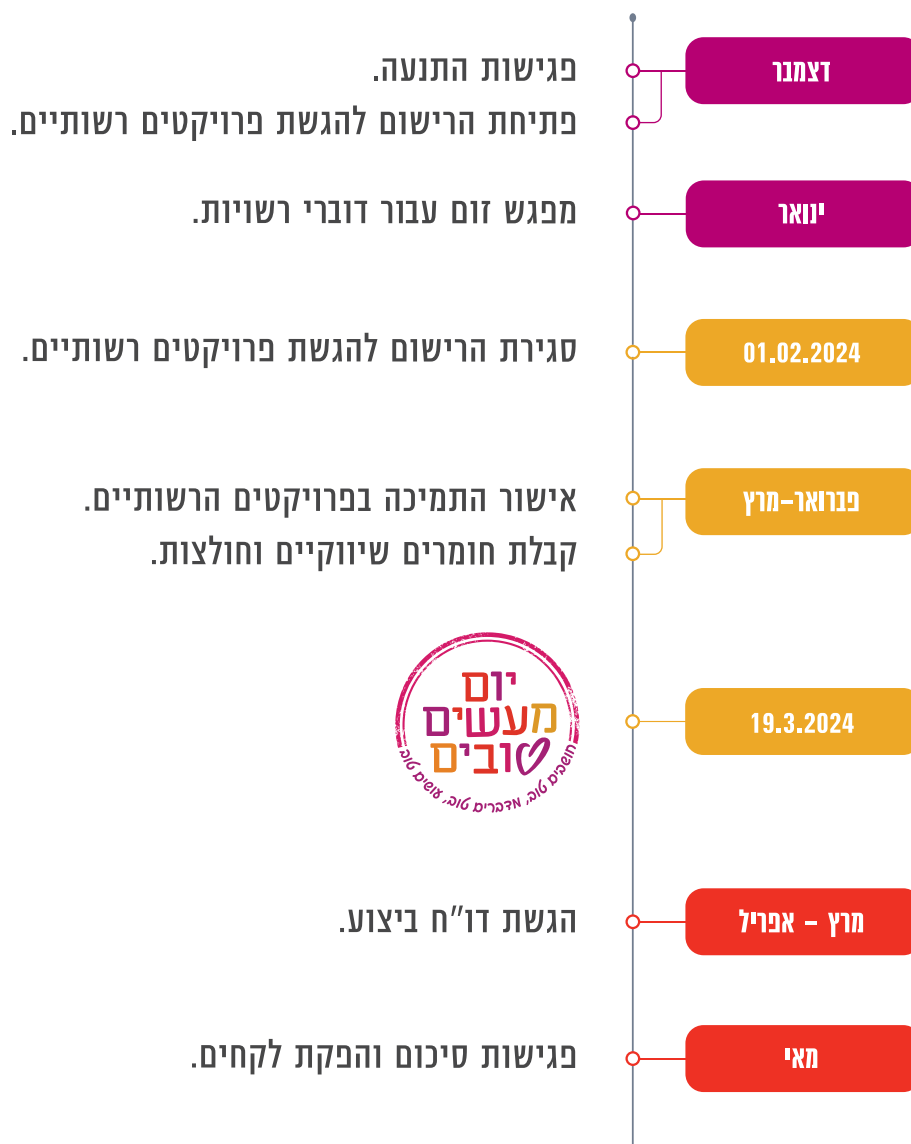 דצמבר
פגישות התנעה.
פתיחת הרישום להגשת פרויקטים רשותיים.
ינואר
מפגש זום עבור דוברי רשויות.
01.02.2024
סגירת הרישום להגשת פרויקטים רשותיים.
פברואר-מרץ
אישור התמיכה בפרויקטים הרשותיים.
קבלת חומרים שיווקיים וחולצות.
19.3.2024
יום
מעשים
טובים
חושבים טוב, מדברים טוב, עושים טוב
מרץ - אפריל
הגשת דו"ח ביצוע.
מאי
פגישות סיכום והפקת לקחים.